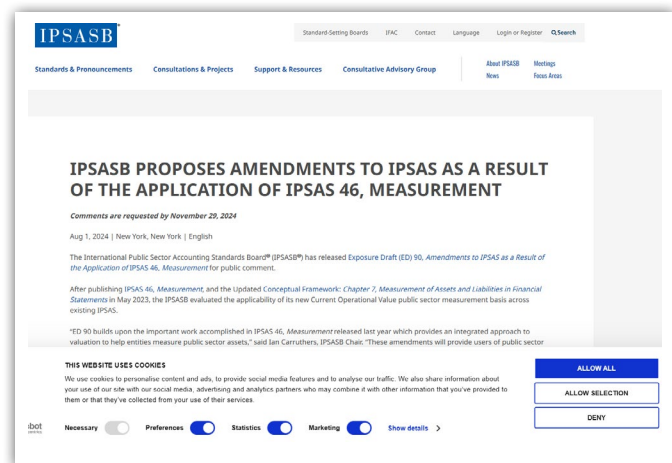 IPSASB®
Standard-Setting Boards IFAC Contact Language Login or Register Search
Standards & Pronouncements Consultations & Projects Support & Resources Consultative Advisory Group About IPSASB Meetings
News Focus Areas
IPSASB PROPOSES AMENDMENTS TO IPSAS AS A RESULT
OF THE APPLICATION OF IPSAS 46, MEASUREMENT
Comments are requested by November 29, 2024
Aug 1, 2024 | New York, New York | English
The International Public Sector Accounting Standards Board® (IPSASB®) has released Exposure Draft (ED) 90, Amendments to IPSAS as a Result of
the Application of IPSAS 46, Measurement for public comment.
After publishing IPSAS 46, Measurement, and the Updated Conceptual Framework: Chapter 7, Measurement of Assets and Liabilities in Financial
Statements in May 2023, the IPSASB evaluated the applicability of its new Current Operational Value public sector measurement basis across
existing IPSAS.
"ED 90 builds upon the important work accomplished in IPSAS 46, Measurement released last year which provides an integrated approach to
valuation to help entities measure public sector assets," said Ian Carruthers, IPSASB Chair. "These amendments will provide users of public sector
THIS WEBSITE USES COOKIES
We use cookies to personalise content and ads, to provide social media features and to analyse our traffic. We also share information about
your use of our site with our social media, advertising and analytics partners who may combine it with other information that you've provided to
them or that they've collected from your use of their services.
ALLOW ALL
ALLOW SELECTION
DENY
Necessary Preferences Statistics Marketing Show details >